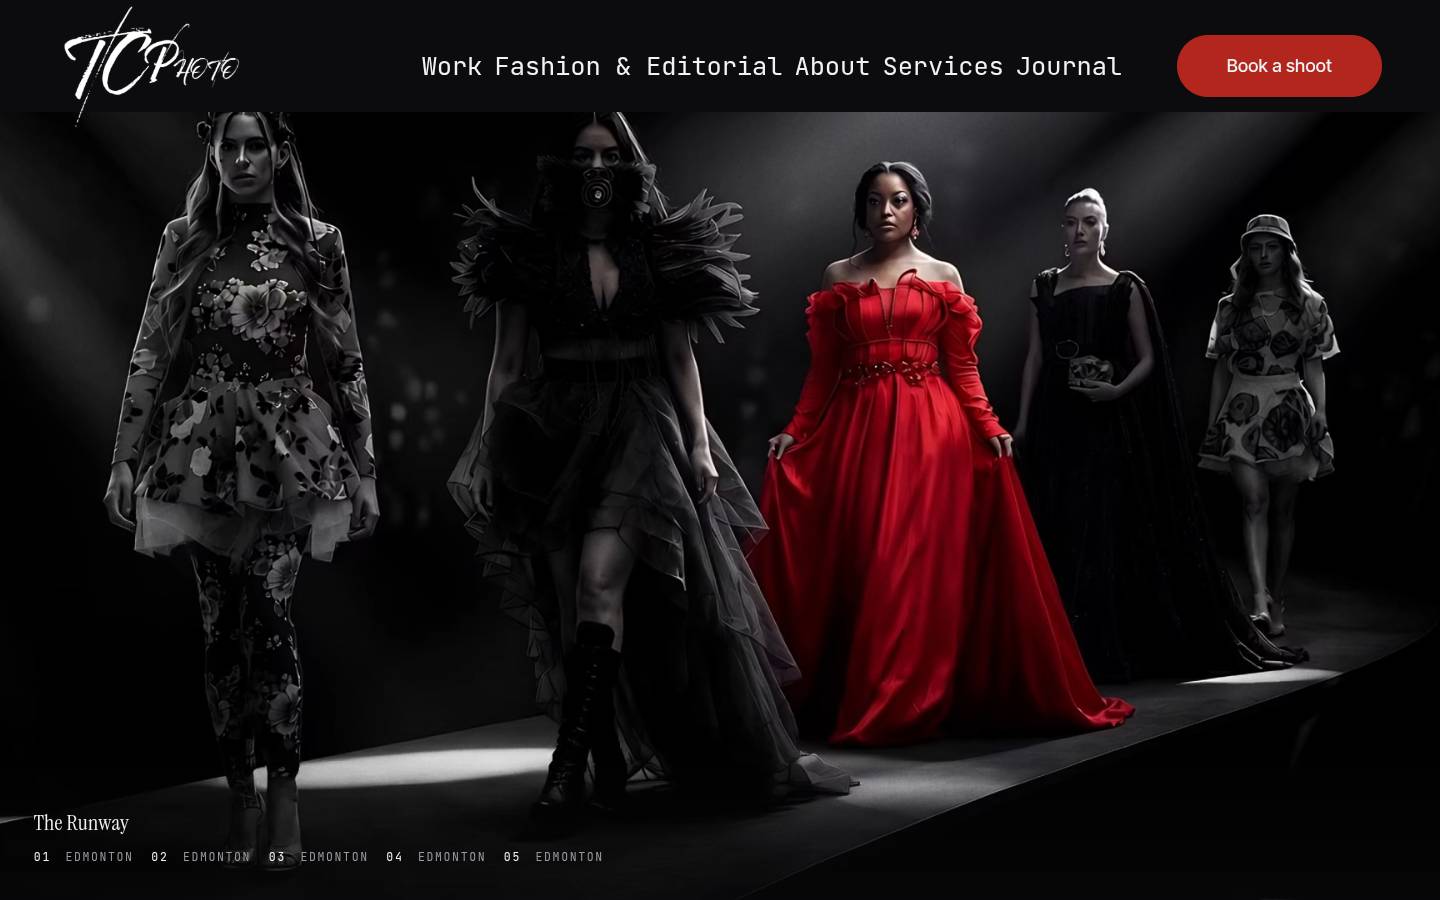 TCPHOTO
Work Fashion & Editorial About Services Journal
Book a shoot
The Runway
01 EDMONTON 02 EDMONTON 03 EDMONTON 04 EDMONTON 05 EDMONTON